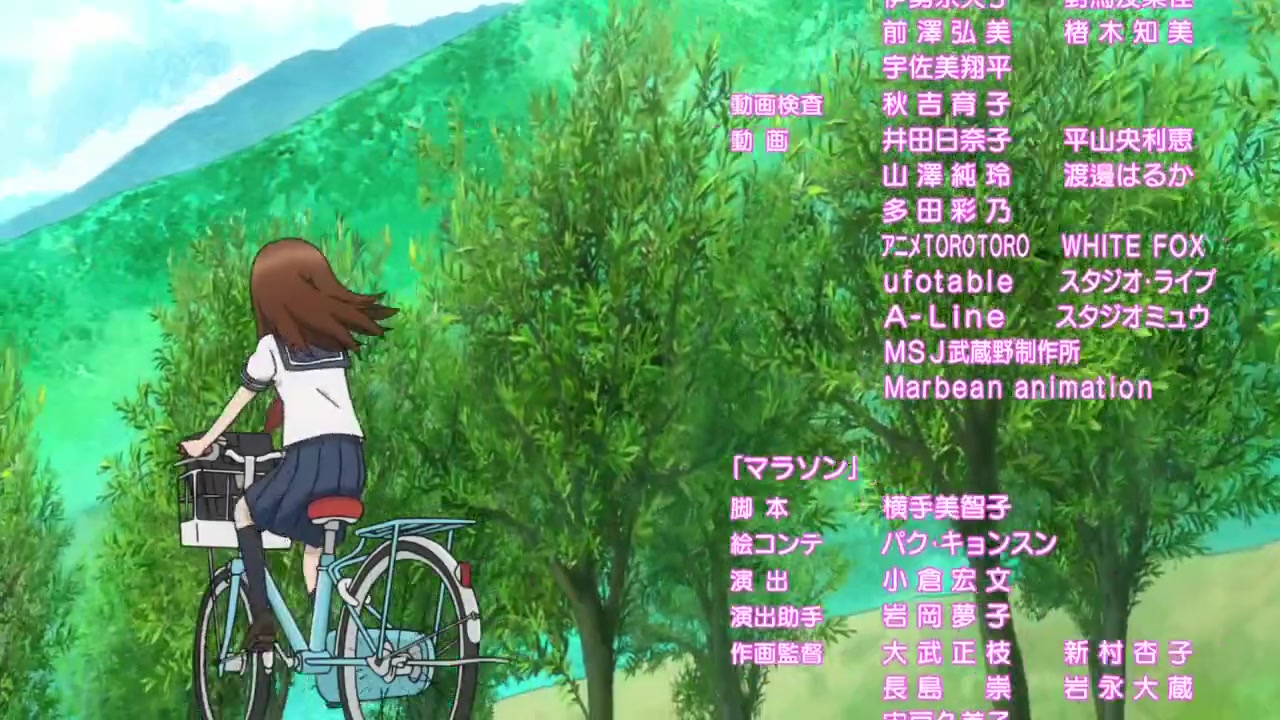 前澤弘美 楮木知美
宇佐美翔平
動画検査 秋吉育子
動画 井田日奈子 平山央利恵
山澤純玲 渡邊はるか
多田彩乃
アニメTOROTORO WHITE FOX
ufotable スタジオ・ライブ
A-Line スタジオミュウ
MSJ武蔵野制作所
Marbean animation
「マラソン」
脚本 横手美智子
絵コンテ パク・キョンスン
演出 小倉宏文
演出助手 岩岡夢子
作画監督 大武正枝 新村杏子
長島 崇 岩永大蔵